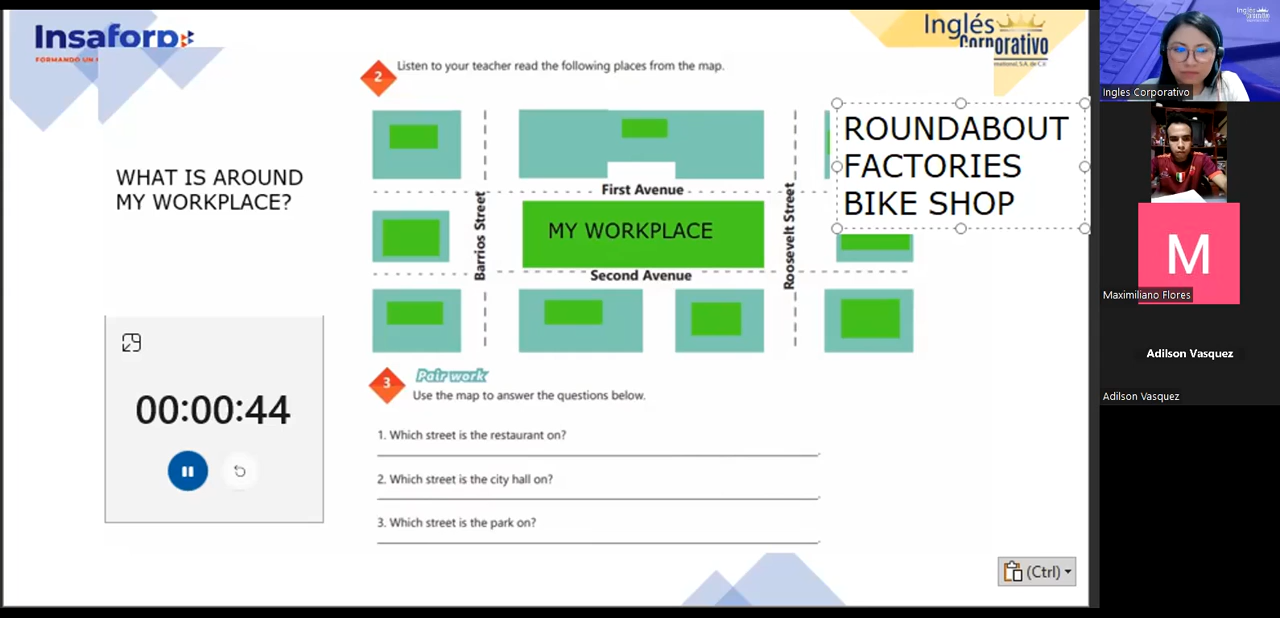 Insaforp
Inglés
Corporativo
2
Listen to your teacher read the following places from the map.
ROUNDABOUT
FACTORIES
BIKE SHOP
WHAT IS AROUND
MY WORKPLACE?
First Avenue
Barrios Street
MY WORKPLACE
Roosevelt Street
Second Avenue
00:00:44
3
Pair work
Use the map to answer the questions below.
1. Which street is the restaurant on?
2. Which street is the city hall on?
3. Which street is the park on?
(Ctrl)
Ingles Corporativo
M
Maximiliano Flores
Adilson Vasquez
Adilson Vasquez